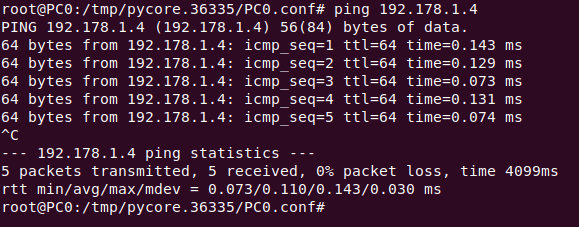 root@PC0:/tmp/pycore.36335/PC0.conf# ping 192.178.1.4
PING 192.178.1.4 (192.178.1.4) 56(84) bytes of data.
64 bytes from 192.178.1.4: icmp_seq=1 ttl=64 time=0.143 ms
64 bytes from 192.178.1.4: icmp_seq=2 ttl=64 time=0.129 ms
64 bytes from 192.178.1.4: icmp_seq=3 ttl=64 time=0.073 ms
64 bytes from 192.178.1.4: icmp_seq=4 ttl=64 time=0.131 ms
64 bytes from 192.178.1.4: icmp_seq=5 ttl=64 time=0.074 ms
^C
--- 192.178.1.4 ping statistics ---
5 packets transmitted, 5 received, 0% packet loss, time 4099ms
rtt min/avg/max/mdev = 0.073/0.110/0.143/0.030 ms
root@PC0:/tmp/pycore.36335/PC0.conf#